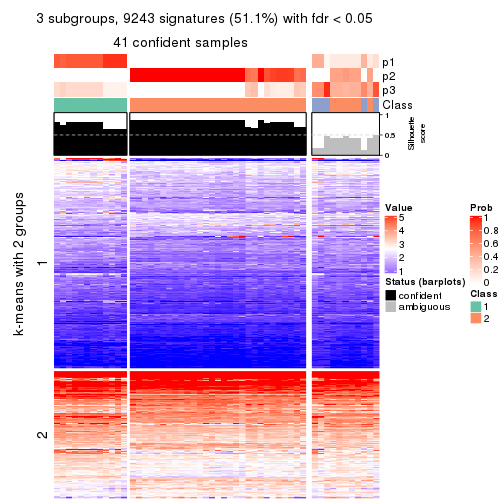 3 subgroups, 9243 signatures (51.1%) with fdr < 0.05
41 confident samples
p1
p2
p3
Class
1
0.5
0
Silhouette
score
k-means with 2 groups
1
2
Value
5
4
3
2
1
Status (barplots)
confident
ambiguous
Prob
1
0.8
0.6
0.4
0.2
0
Class
1
2